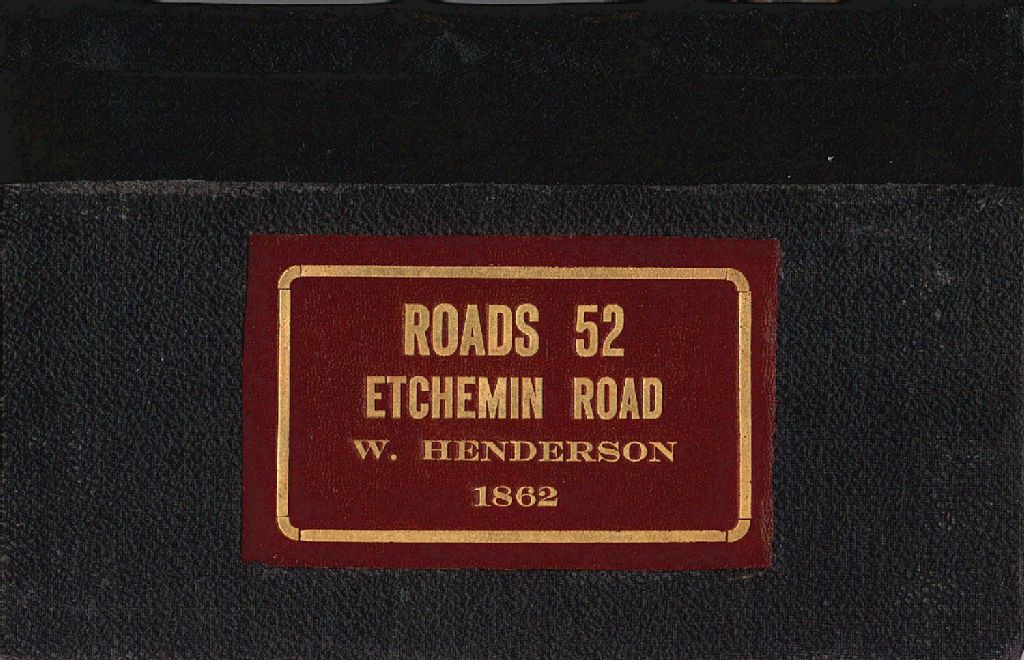 ROADS 52
ETCHEMIN ROAD
W. HENDERSON
1862